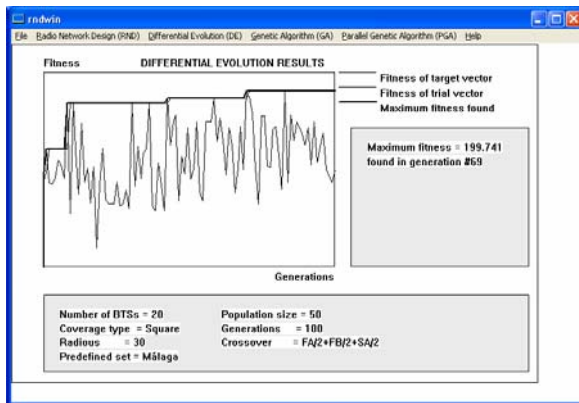 rndwin
File Radio Network Design (RND) Differential Evolution (DE) Genetic Algorithm (GA) Parallel Genetic Algorithm (PGA) Help
Fitness DIFFERENTIAL EVOLUTION RESULTS
Fitness of target vector
Fitness of trial vector
Maximum fitness found
Maximum fitness = 199.741
found in generation #69
Generations
Number of BTSs = 20 Population size = 50
Coverage type = Square Generations = 100
Radious = 30 Crossover = FA/2+FB/2+SA/2
Predefined set = Málaga